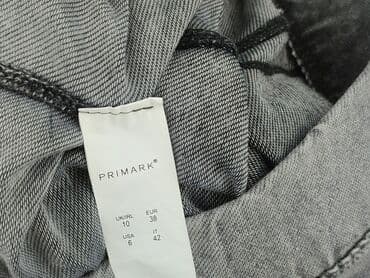 PRIMARK®
UK/IRL EUR
10 38
USA IT
6 42